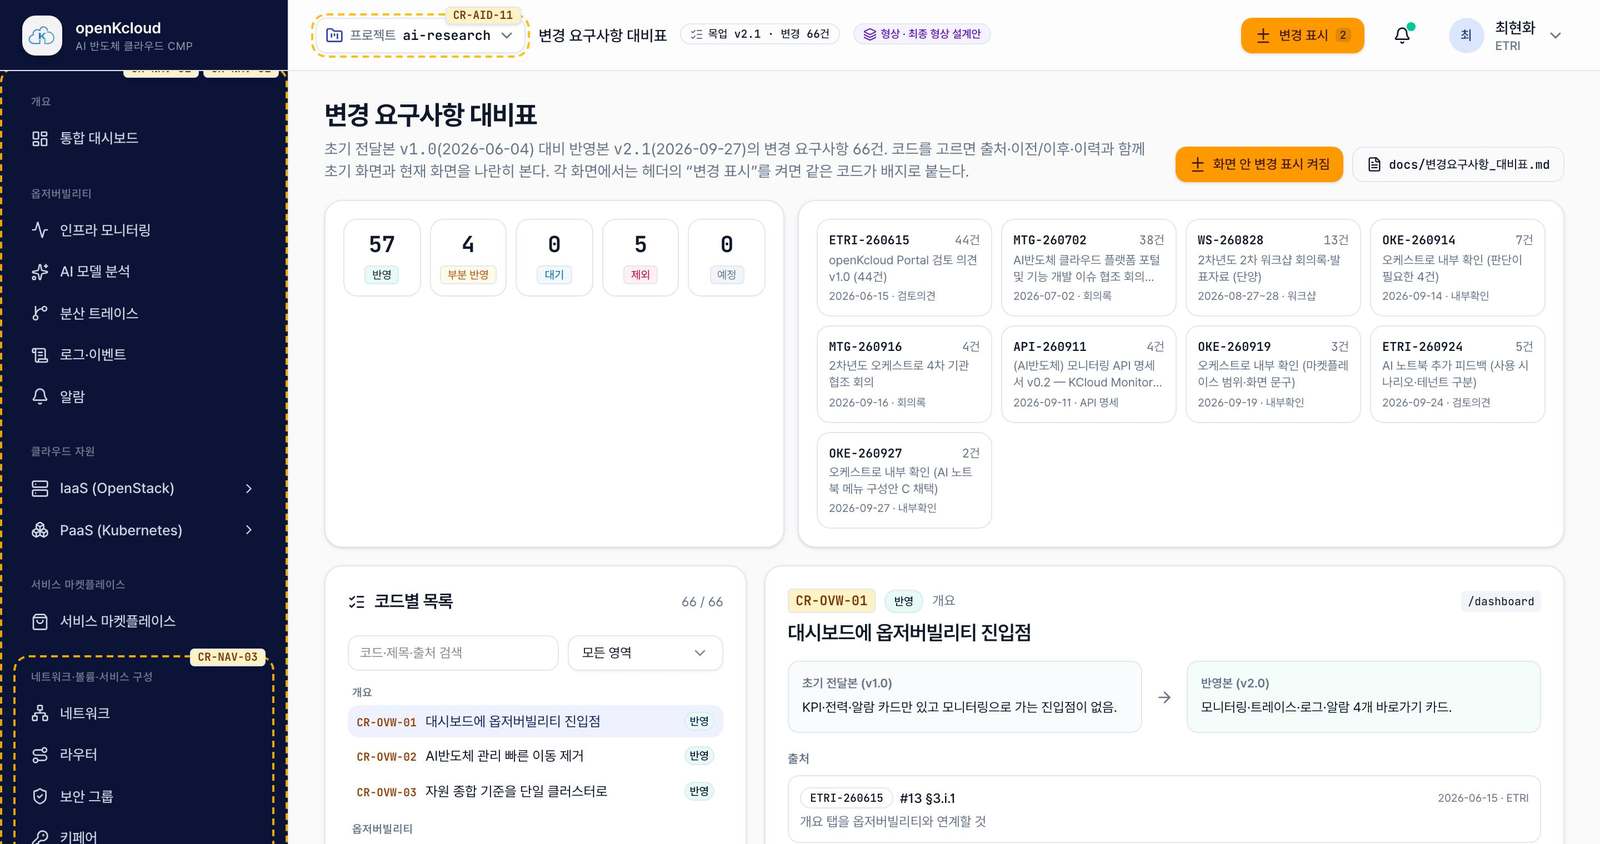 openKcloud
AI 반도체 클라우드 CMP
개요
통합 대시보드
옵저버빌리티
인프라 모니터링
AI 모델 분석
분산 트레이스
로그·이벤트
알람
클라우드 자원
IaaS (OpenStack)
PaaS (Kubernetes)
서비스 마켓플레이스
서비스 마켓플레이스
CR-NAV-03
네트워크·볼륨·서비스 구성
네트워크
라우터
보안 그룹
키페어
CR-AID-11
프로젝트 ai-research
변경 요구사항 대비표
목업 v2.1 · 변경 66건
형상 · 최종 형상 설계안
변경 표시 2
최
최현화
ETRI
변경 요구사항 대비표
초기 전달본 v1.0(2026-06-04) 대비 반영본 v2.1(2026-09-27)의 변경 요구사항 66건. 코드를 고르면 출처·이전/이후·이력과 함께
초기 화면과 현재 화면을 나란히 본다. 각 화면에서는 헤더의 “변경 표시”를 켜면 같은 코드가 배지로 붙는다.
화면 안 변경 표시 켜짐
docs/변경요구사항_대비표.md
57
반영
4
부분 반영
0
대기
5
제외
0
예정
ETRI-260615 44건
openKcloud Portal 검토 의견
v1.0 (44건)
2026-06-15 · 검토의견
MTG-260702 38건
AI반도체 클라우드 플랫폼 포털
및 기능 개발 이슈 협조 회의...
2026-07-02 · 회의록
WS-260828 13건
2차년도 2차 워크샵 회의록·발
표자료 (단양)
2026-08-27~28 · 워크샵
OKE-260914 7건
오케스트로 내부 확인 (판단이
필요한 4건)
2026-09-14 · 내부확인
MTG-260916 4건
2차년도 오케스트로 4차 기관
협조 회의
2026-09-16 · 회의록
API-260911 4건
(AI반도체) 모니터링 API 명세
서 v0.2 — KCloud Monitor...
2026-09-11 · API 명세
OKE-260919 3건
오케스트로 내부 확인 (마켓플레
이스 범위·화면 문구)
2026-09-19 · 내부확인
ETRI-260924 5건
AI 노트북 추가 피드백 (사용 시
나리오·테넌트 구분)
2026-09-24 · 검토의견
OKE-260927 2건
오케스트로 내부 확인 (AI 노트
북 메뉴 구성안 C 채택)
2026-09-27 · 내부확인
코드별 목록 66 / 66
코드·제목·출처 검색
모든 영역
개요
CR-OVW-01 대시보드에 옵저버빌리티 진입점 반영
CR-OVW-02 AI반도체 관리 빠른 이동 제거 반영
CR-OVW-03 자원 종합 기준을 단일 클러스터로 반영
옵저버빌리티
CR-OVW-01 반영 개요 /dashboard
대시보드에 옵저버빌리티 진입점
초기 전달본 (v1.0)
KPI·전력·알람 카드만 있고 모니터링으로 가는 진입점이 없음.
반영본 (v2.0)
모니터링·트레이스·로그·알람 4개 바로가기 카드.
출처
ETRI-260615 #13 §3.i.1 2026-06-15 · ETRI
개요 탭을 옵저버빌리티와 연계할 것